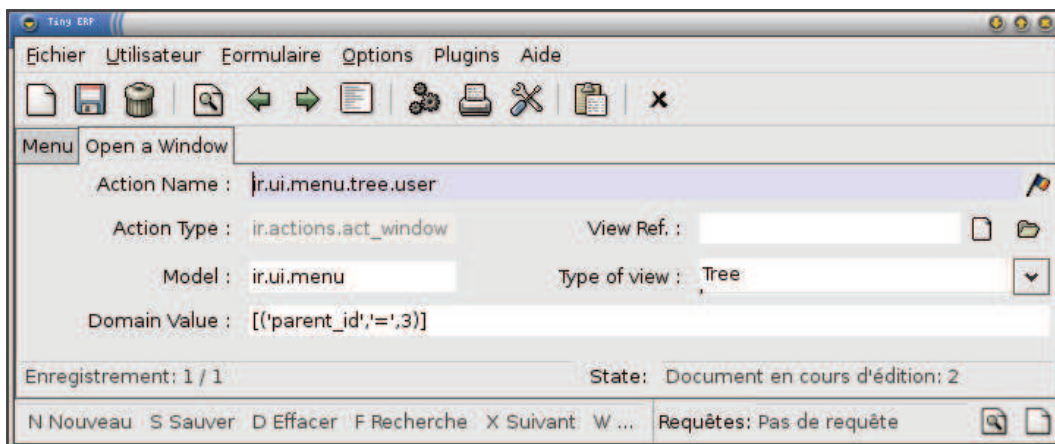 Tiny ERP
Fichier Utilisateur Formulaire Options Plugins Aide
Menu Open a Window
Action Name : ir.ui.menu.tree.user
Action Type : ir.actions.act_window View Ref. :
Model : ir.ui.menu Type of view : Tree
Domain Value : [('parent_id','=',3)]
Enregistrement: 1 / 1 State: Document en cours d'édition: 2
N Nouveau S Sauver D Effacer F Recherche X Suivant W ... Requêtes: Pas de requête